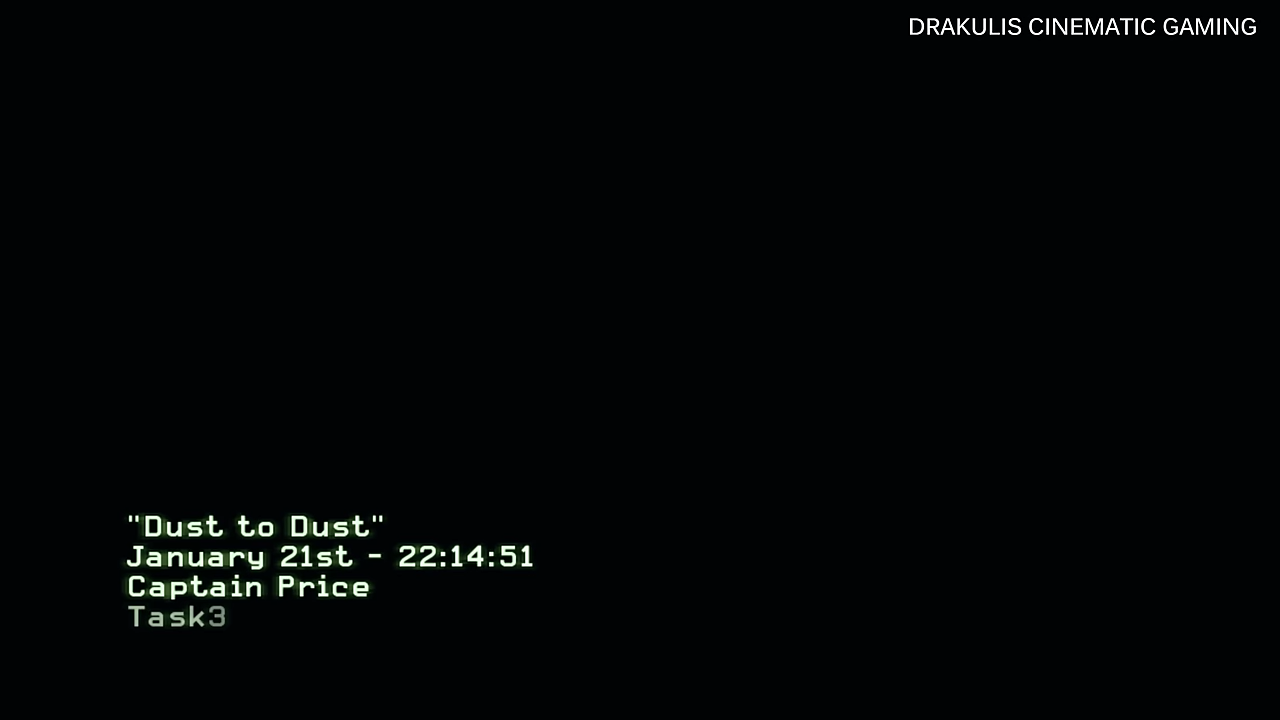 DRAKULIS CINEMATIC GAMING
"Dust to Dust"
January 21st - 22:14:51
Captain Price
Task3